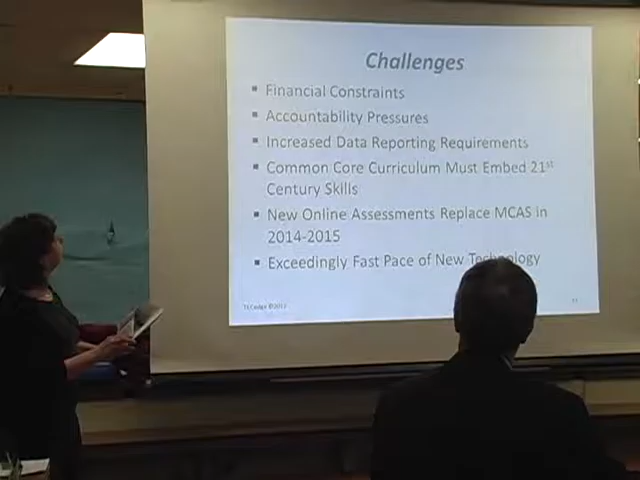 Challenges
▪ Financial Constraints
▪ Accountability Pressures
▪ Increased Data Reporting Requirements
▪ Common Core Curriculum Must Embed 21st
Century Skills
▪ New Online Assessments Replace MCAS in
2014-2015
▪ Exceedingly Fast Pace of New Technology